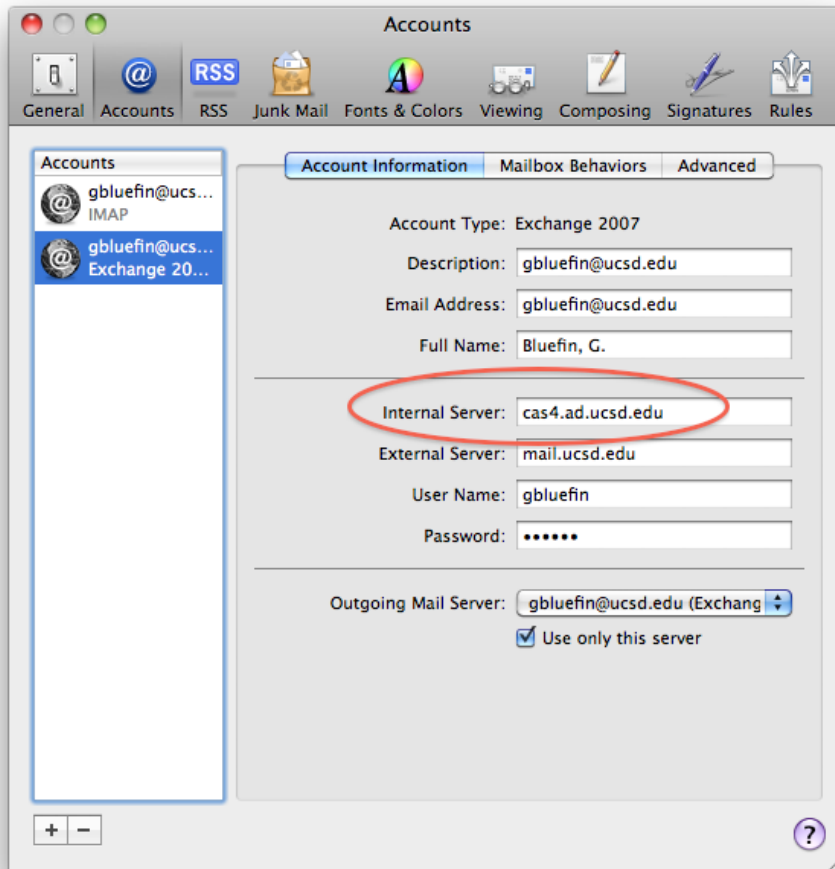 Accounts
RSS
General Accounts RSS Junk Mail Fonts & Colors Viewing Composing Signatures Rules
Accounts
gbluefin@ucs...
IMAP
gbluefin@ucs...
Exchange 20...
Account Information Mailbox Behaviors Advanced
Account Type: Exchange 2007
Description: gbluefin@ucsd.edu
Email Address: gbluefin@ucsd.edu
Full Name: Bluefin, G.
Internal Server: cas4.ad.ucsd.edu
External Server: mail.ucsd.edu
User Name: gbluefin
Password: ••••••
Outgoing Mail Server: gbluefin@ucsd.edu (Exchang
Use only this server
+ −
?